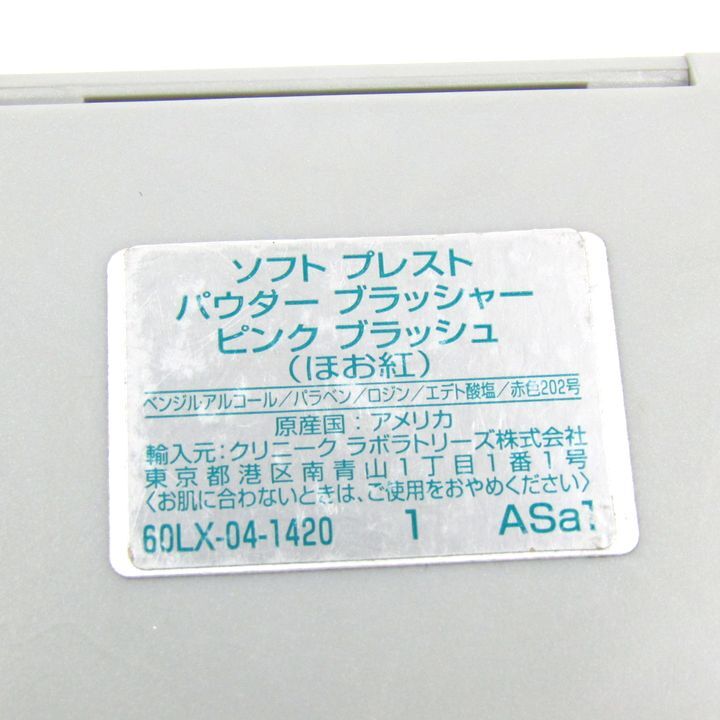 ソフト プレスト
パウダー ブラッシャー
ピンク ブラッシュ
(ほお紅)
ベンジルアルコール/パラベン/ロジン/エデト酸塩/赤色202号
原産国:アメリカ
輸入元:クリニーク ラボラトリーズ株式会社
東京都港区南青山1丁目1番1号
〈お肌に合わないときは、ご使用をおやめください〉
60LX-04-1420 1 ASa1